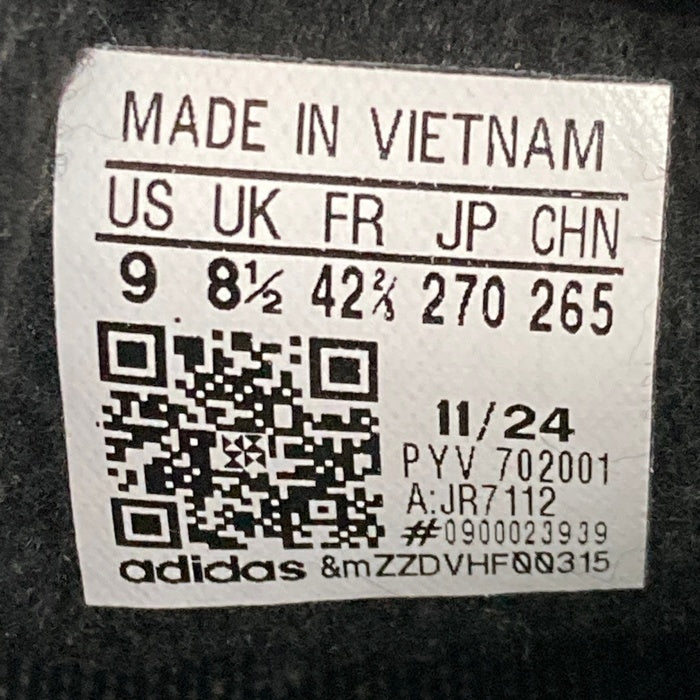 MADE IN VIETNAM
US UK FR JP CHN
9 8½ 42⅔ 270 265
11/24
PYV 702001
A:JR7112
#0900023939
adidas &mZZDVHF00315